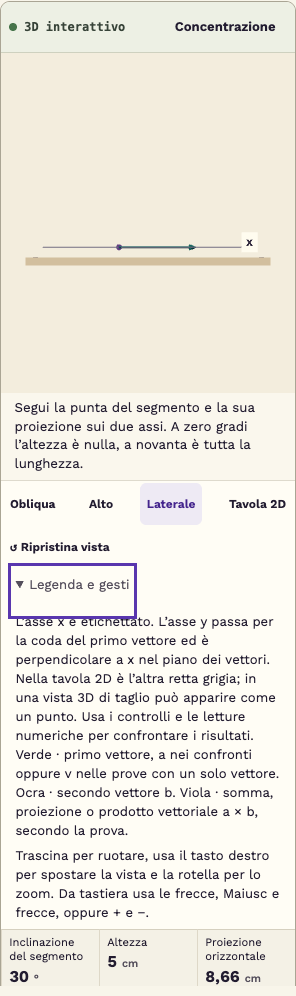 3D interattivo
Concentrazione
x
Segui la punta del segmento e la sua
proiezione sui due assi. A zero gradi
l'altezza è nulla, a novanta è tutta la
lunghezza.
Obliqua Alto Laterale Tavola 2D
↺ Ripristina vista
▼ Legenda e gesti
L'asse x è etichettato. L'asse y passa per
la coda del primo vettore ed è
perpendicolare a x nel piano dei vettori.
Nella tavola 2D è l'altra retta grigia; in
una vista 3D di taglio può apparire come
un punto. Usa i controlli e le letture
numeriche per confrontare i risultati.
Verde · primo vettore, a nei confronti
oppure v nelle prove con un solo vettore.
Ocra · secondo vettore b. Viola · somma,
proiezione o prodotto vettoriale a × b,
secondo la prova.
Trascina per ruotare, usa il tasto destro
per spostare la vista e la rotella per lo
zoom. Da tastiera usa le frecce, Maiusc e
frecce, oppure + e −.
Inclinazione
del segmento
30 °
Altezza
5 cm
Proiezione
orizzontale
8,66 cm